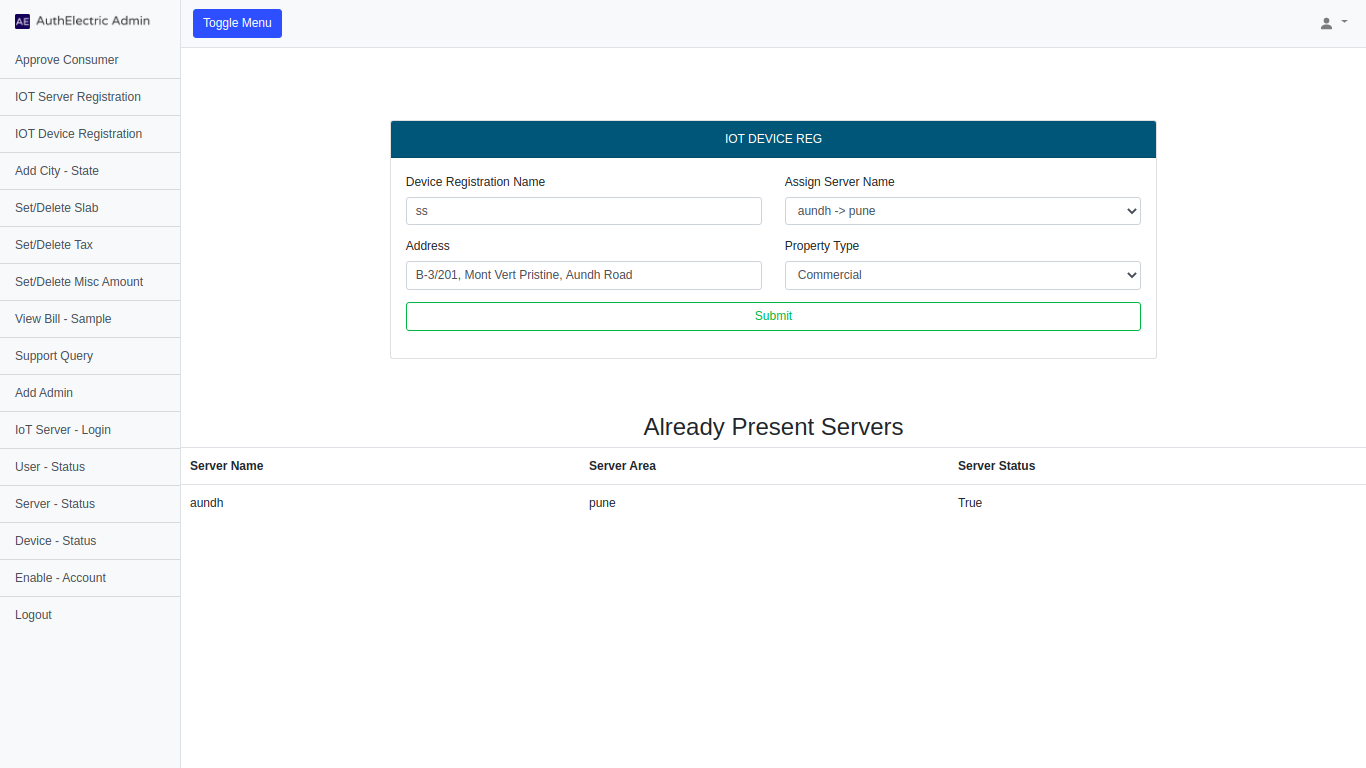 AE AuthElectric Admin
Toggle Menu
Approve Consumer
IOT Server Registration
IOT Device Registration
Add City - State
Set/Delete Slab
Set/Delete Tax
Set/Delete Misc Amount
View Bill - Sample
Support Query
Add Admin
IoT Server - Login
User - Status
Server - Status
Device - Status
Enable - Account
Logout
IOT DEVICE REG
Device Registration Name
Assign Server Name
ss
aundh -> pune
Address
Property Type
B-3/201, Mont Vert Pristine, Aundh Road
Commercial
Submit
Already Present Servers
Server Name Server Area Server Status
aundh pune True